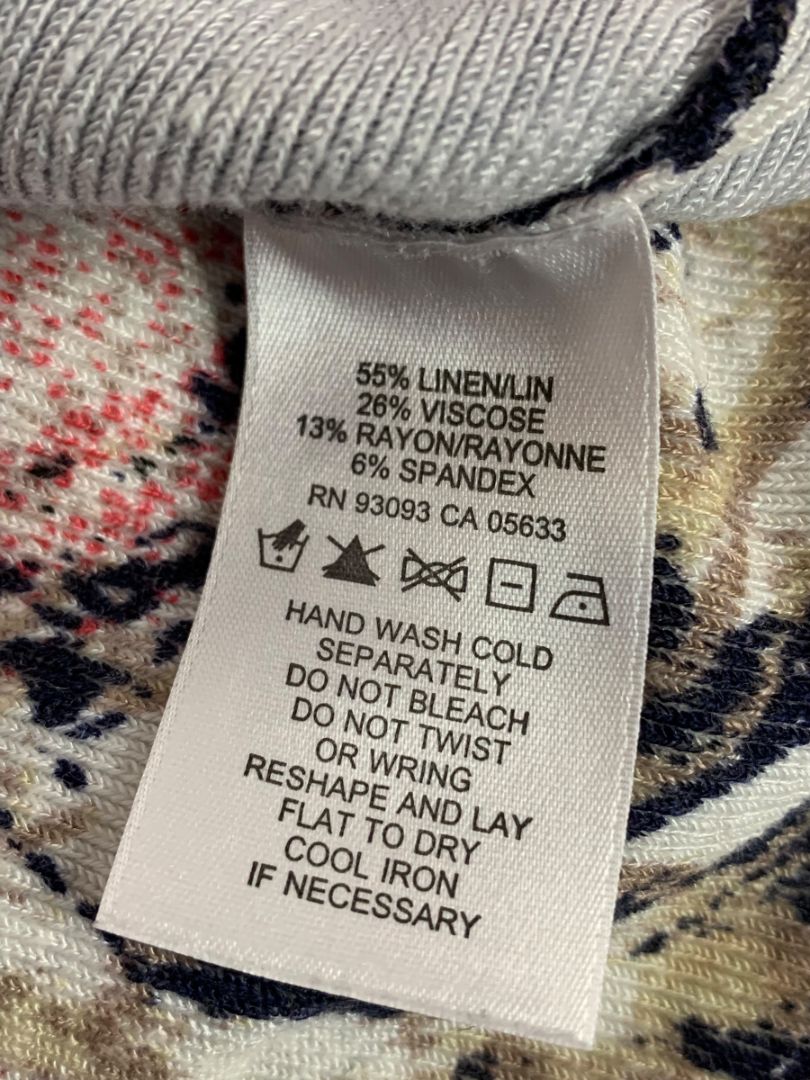 55% LINEN/LIN
26% VISCOSE
13% RAYON/RAYONNE
6% SPANDEX
RN 93093 CA 05633
HAND WASH COLD
SEPARATELY
DO NOT BLEACH
DO NOT TWIST
OR WRING
RESHAPE AND LAY
FLAT TO DRY
COOL IRON
IF NECESSARY